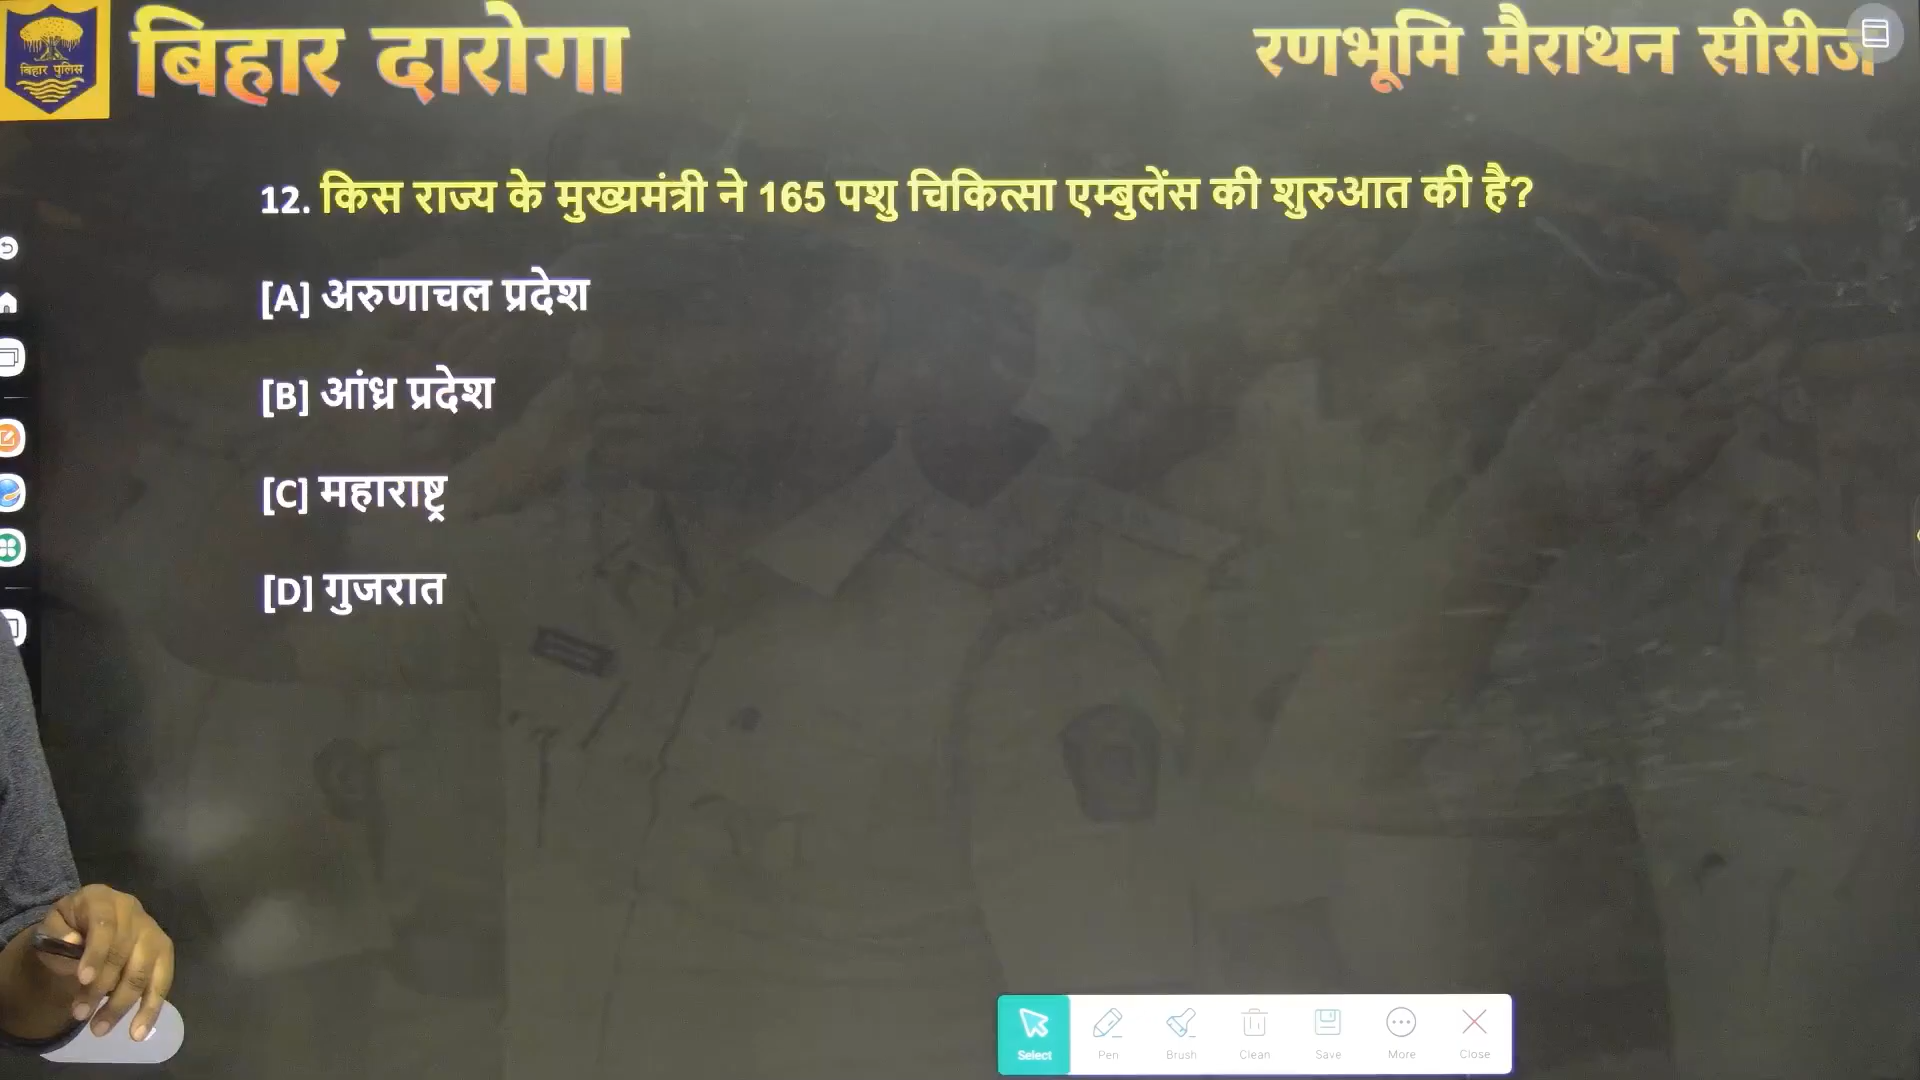 बिहार पुलिस
बिहार दारोगा
रणभूमि मैराथन सीरीज
12. किस राज्य के मुख्यमंत्री ने 165 पशु चिकित्सा एम्बुलेंस की शुरुआत की है?
[A] अरुणाचल प्रदेश
[B] आंध्र प्रदेश
[C] महाराष्ट्र
[D] गुजरात
Select
Pen
Brush
Clean
Save
More
Close